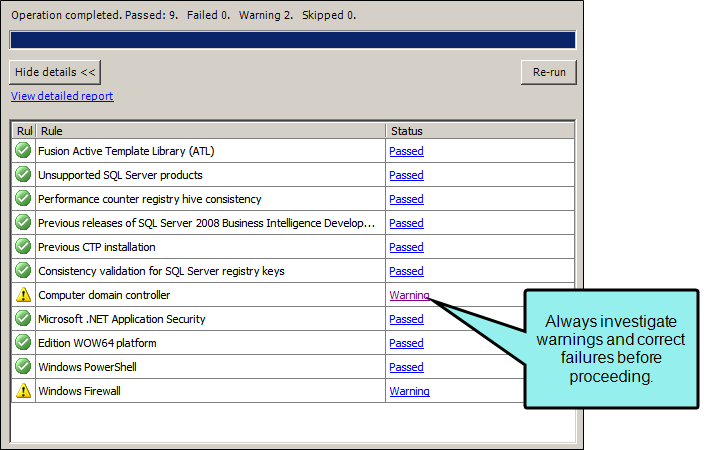 Operation completed. Passed: 9. Failed 0. Warning 2. Skipped 0.
Hide details <<
Re-run
View detailed report
Rul Rule Status
Fusion Active Template Library (ATL) Passed
Unsupported SQL Server products Passed
Performance counter registry hive consistency Passed
Previous releases of SQL Server 2008 Business Intelligence Develop... Passed
Previous CTP installation Passed
Consistency validation for SQL Server registry keys Passed
Computer domain controller Warning
Microsoft .NET Application Security Passed
Edition WOW64 platform Passed
Windows PowerShell Passed
Windows Firewall Warning
Always investigate
warnings and correct
failures before
proceeding.